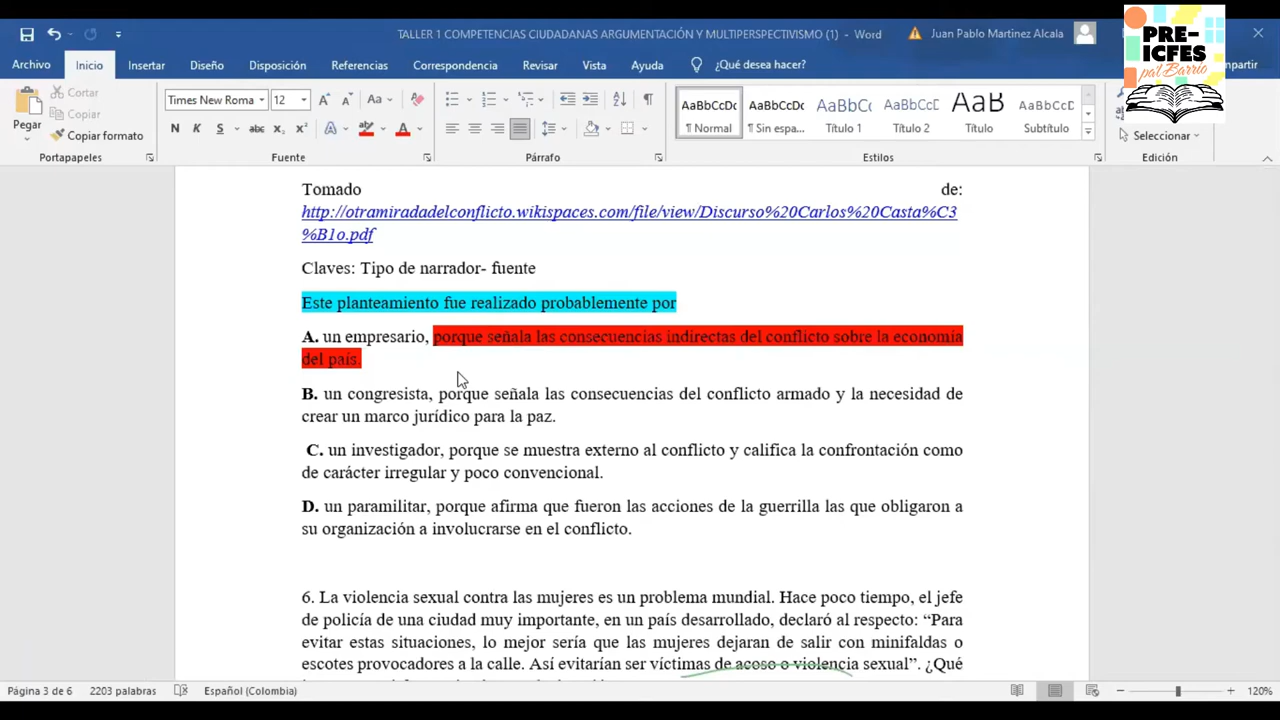 TALLER 1 COMPETENCIAS CIUDADANAS ARGUMENTACIÓN Y MULTIPERSPECTIVISMO (1) - Word
Juan Pablo Martinez Alcala
PRE-
ICFES
pal Barrio
Archivo Inicio Insertar Diseño Disposición Referencias Correspondencia Revisar Vista Ayuda ¿Qué desea hacer?
Pegar
Cortar
Copiar
Copiar formato
Portapapeles
Times New Roma 12
Aa
N K S abc x₂ x²
Fuente
Párrafo
AaBbCcDc AaBbCcDc AaBbCcD AaBbCcD AaB AaBbCcD
¶ Normal ¶ Sin espa... Título 1 Título 2 Título Subtítulo
Estilos
Seleccionar
Edición
Tomado de:
http://otramiradadelconflicto.wikispaces.com/file/view/Discurso%20Carlos%20Casta%C3
%B1o.pdf
Claves: Tipo de narrador- fuente
Este planteamiento fue realizado probablemente por
A. un empresario, porque señala las consecuencias indirectas del conflicto sobre la economía
del país.
B. un congresista, porque señala las consecuencias del conflicto armado y la necesidad de
crear un marco jurídico para la paz.
C. un investigador, porque se muestra externo al conflicto y califica la confrontación como
de carácter irregular y poco convencional.
D. un paramilitar, porque afirma que fueron las acciones de la guerrilla las que obligaron a
su organización a involucrarse en el conflicto.
6. La violencia sexual contra las mujeres es un problema mundial. Hace poco tiempo, el jefe
de policía de una ciudad muy importante, en un país desarrollado, declaró al respecto: “Para
evitar estas situaciones, lo mejor sería que las mujeres dejaran de salir con minifaldas o
escotes provocadores a la calle. Así evitarían ser víctimas de acoso o violencia sexual”. ¿Qué
Página 3 de 6 2203 palabras Español (Colombia) 120%